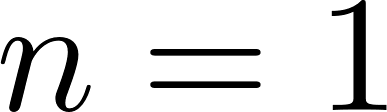 n = 1